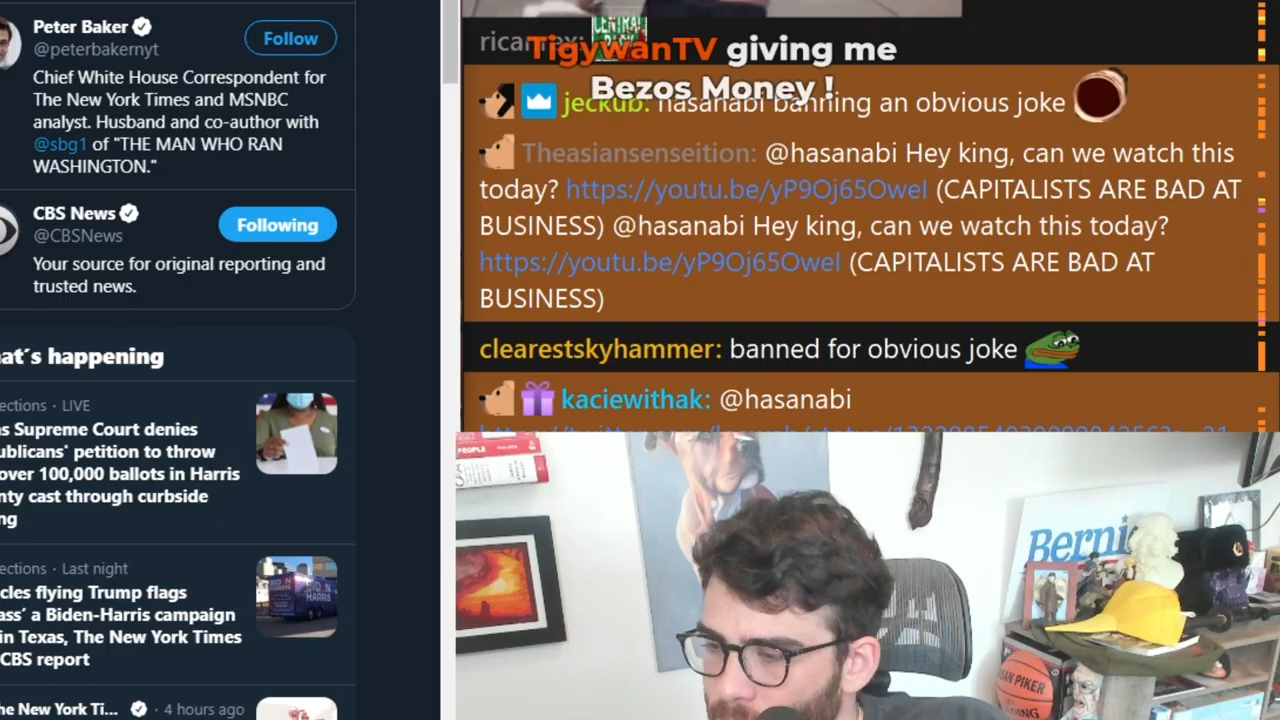 Peter Baker
@peterbakernyt
Follow
Chief White House Correspondent for
The New York Times and MSNBC
analyst. Husband and co-author with
@sbg1 of "THE MAN WHO RAN
WASHINGTON."
CBS News
@CBSNews
Following
Your source for original reporting and
trusted news.
at's happening
ections · LIVE
s Supreme Court denies
ublicans' petition to throw
over 100,000 ballots in Harris
nty cast through curbside
ng
ections · Last night
cles flying Trump flags
ass' a Biden-Harris campaign
in Texas, The New York Times
CBS report
he New York Ti... · 4 hours ago
CENTRAL
TigywanTV giving me
Bezos Money !
jeckub: hasanabi banning an obvious joke
Theasiansenseition: @hasanabi Hey king, can we watch this
today? https://youtu.be/yP9Oj65OweI (CAPITALISTS ARE BAD AT
BUSINESS) @hasanabi Hey king, can we watch this today?
https://youtu.be/yP9Oj65OweI (CAPITALISTS ARE BAD AT
BUSINESS)
clearestskyhammer: banned for obvious joke
kaciewithak: @hasanabi
PEOPLE
Berni
SAN PIKER